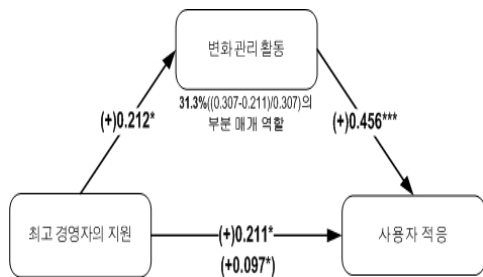 변화관리 활동
31.3%((0.307-0.211)/0.307)의
부분 매개 역활
(+)0.212*
(+)0.456***
최고 경영자의 지원
(+)0.211*
(+0.097*)
사용자 적응